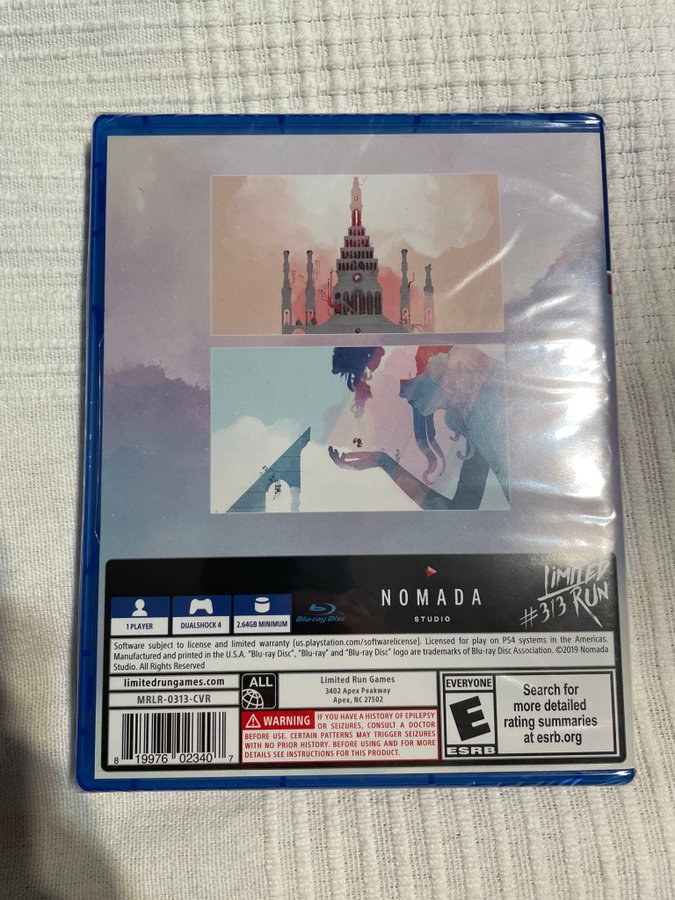 LIMITED
#313 RUN
NOMADA
STUDIO
1 PLAYER
DUALSHOCK 4
2.64GB MINIMUM
Blu-ray Disc
Software subject to license and limited warranty (us.playstation.com/softwarelicense). Licensed for play on PS4 systems in the Americas.
Manufactured and printed in the U.S.A. "Blu-ray Disc", "Blu-ray" and "Blu-ray Disc" logo are trademarks of Blu-ray Disc Association. ©2019 Nomada
Studio. All Rights Reserved
limitedrungames.com
MRLR-0313-CVR
8 19976 02340 7
ALL
Limited Run Games
3402 Apex Peakway
Apex, NC 27502
WARNING IF YOU HAVE A HISTORY OF EPILEPSY
OR SEIZURES, CONSULT A DOCTOR
BEFORE USE. CERTAIN PATTERNS MAY TRIGGER SEIZURES
WITH NO PRIOR HISTORY. BEFORE USING AND FOR MORE
DETAILS SEE INSTRUCTIONS FOR THIS PRODUCT.
EVERYONE
E
ESRB
Search for
more detailed
rating summaries
at esrb.org